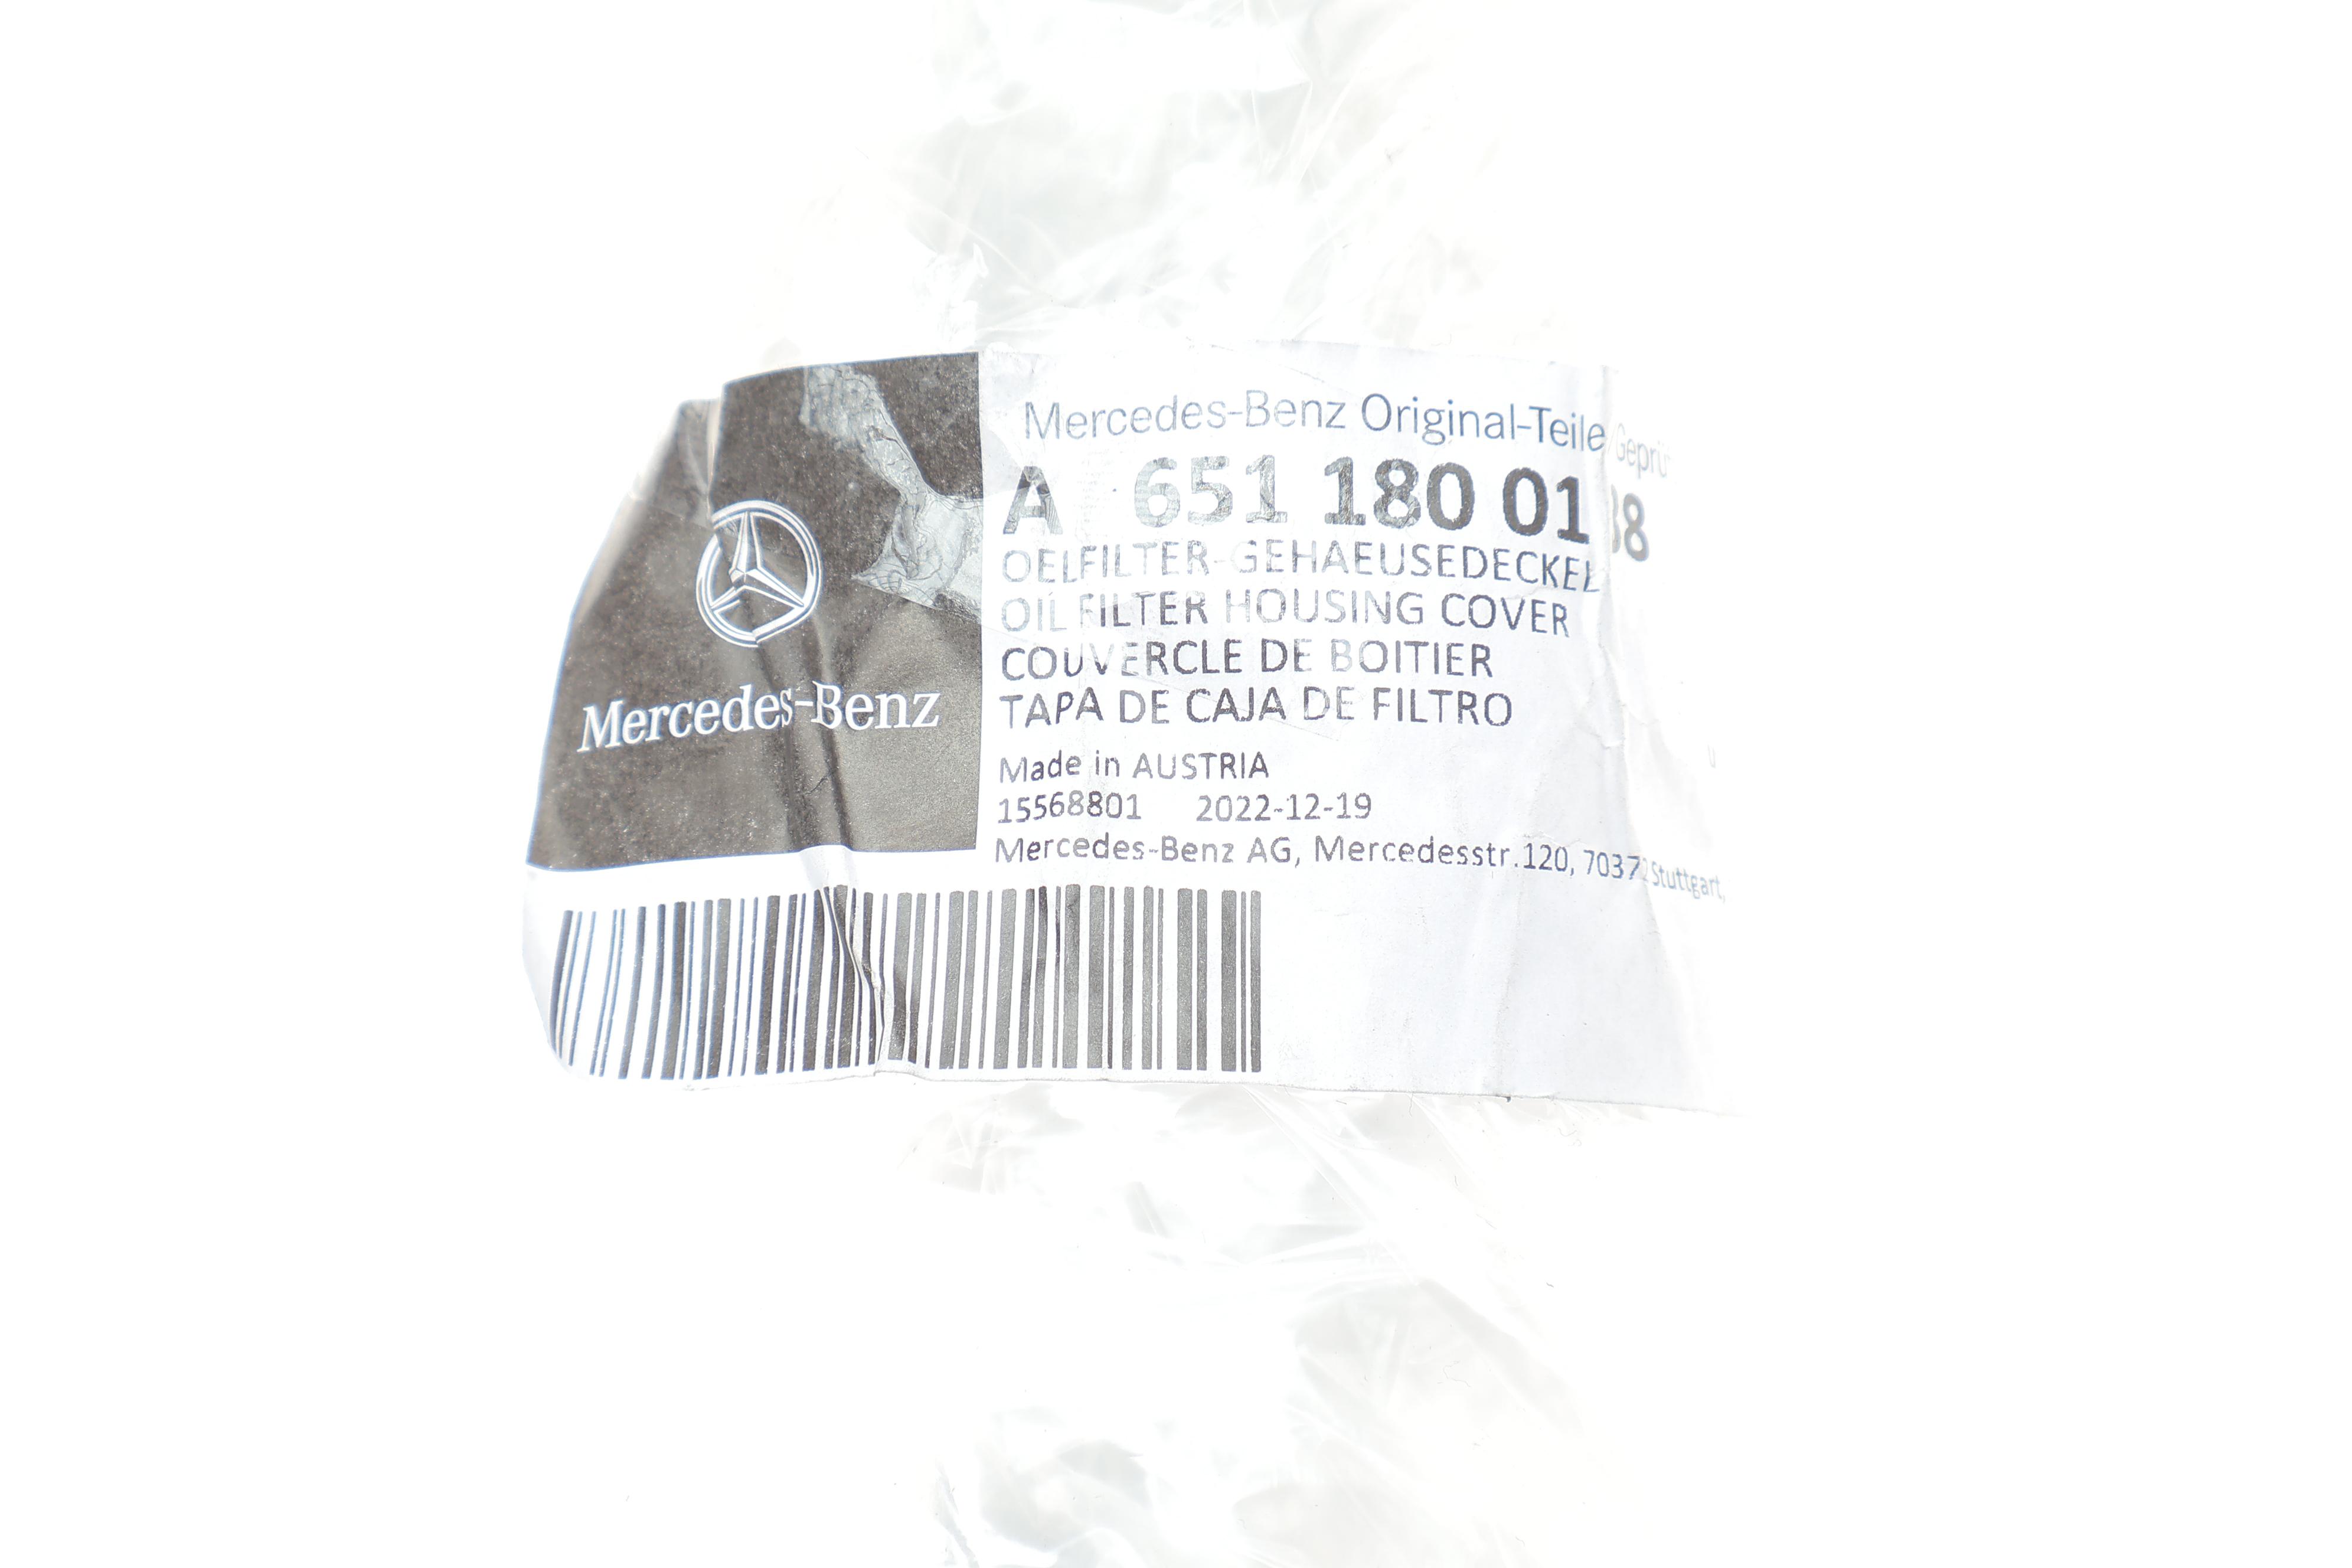 Mercedes-Benz
Mercedes-Benz Original-Teile
A 651 180 01 38
OELFILTER-GEHAEUSEDECKEL
OIL FILTER HOUSING COVER
COUVERCLE DE BOITIER
TAPA DE CAJA DE FILTRO
Made in AUSTRIA
15568801 2022-12-19
Mercedes-Benz AG, Mercedesstr.120, 70372 Stuttgart,